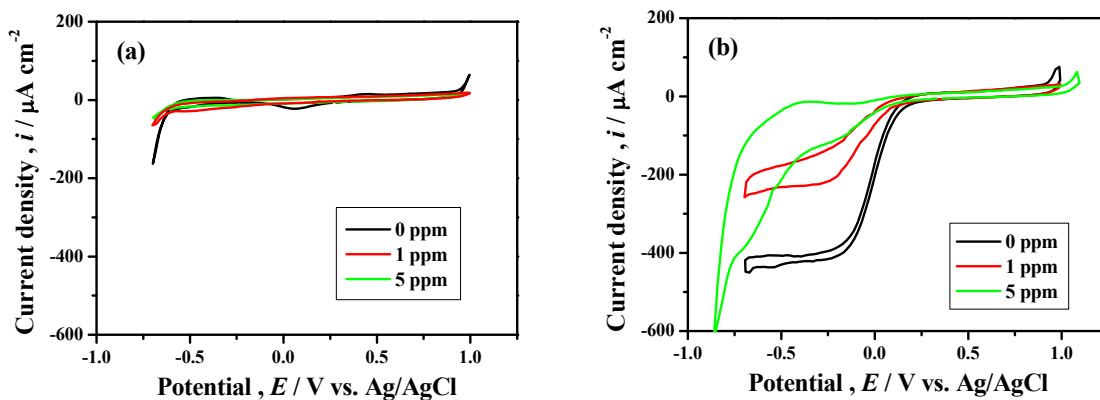 200
0
-200
-400
-600
Current density , i / μA cm⁻²
(a)
0 ppm
1 ppm
5 ppm
-1.0
-0.5
0.0
0.5
1.0
Potential , E / V vs. Ag/AgCl
200
0
-200
-400
-600
Current density , i / μA cm⁻²
(b)
0 ppm
1 ppm
5 ppm
-1.0
-0.5
0.0
0.5
1.0
Potential , E / V vs. Ag/AgCl